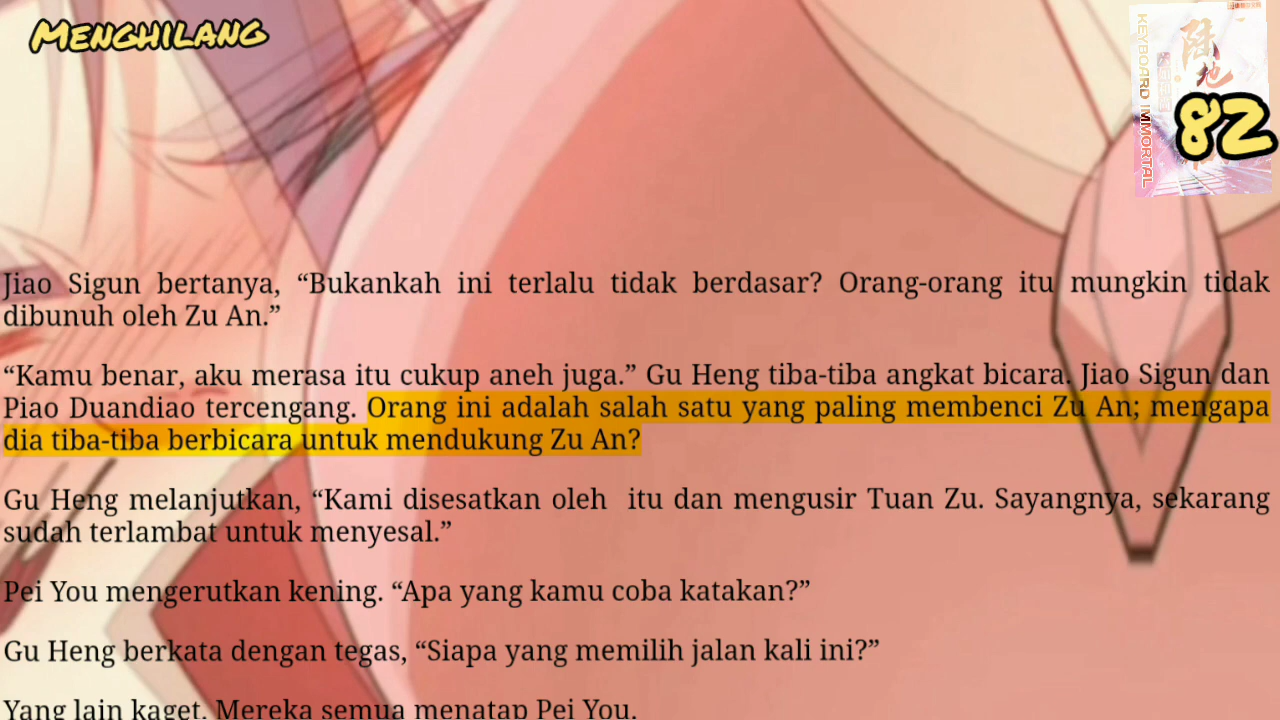 Menghilang
KEYBOARD IMMORTAL
陆地
82
Jiao Sigun bertanya, “Bukankah ini terlalu tidak berdasar? Orang-orang itu mungkin tidak
dibunuh oleh Zu An.”
“Kamu benar, aku merasa itu cukup aneh juga.” Gu Heng tiba-tiba angkat bicara. Jiao Sigun dan
Piao Duandiao tercengang. Orang ini adalah salah satu yang paling membenci Zu An; mengapa
dia tiba-tiba berbicara untuk mendukung Zu An?
Gu Heng melanjutkan, “Kami disesatkan oleh  itu dan mengusir Tuan Zu. Sayangnya, sekarang
sudah terlambat untuk menyesal.”
Pei You mengerutkan kening. “Apa yang kamu coba katakan?”
Gu Heng berkata dengan tegas, “Siapa yang memilih jalan kali ini?”
Yang lain kaget. Mereka semua menatap Pei You.